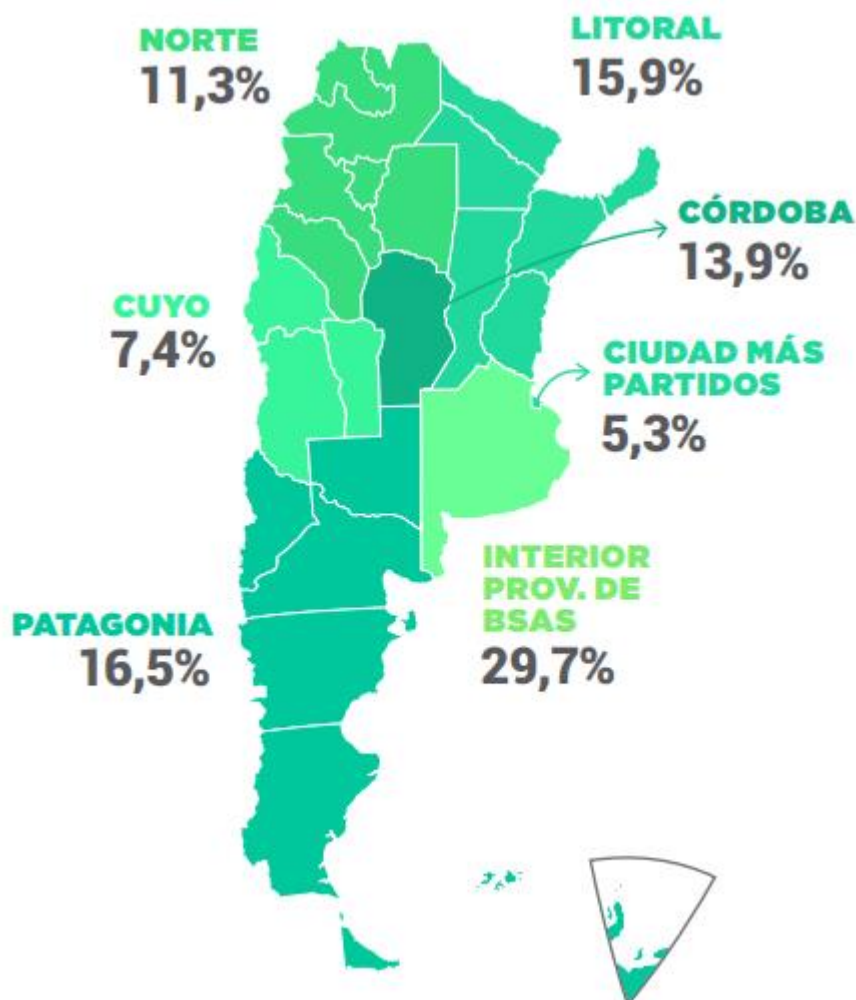 NORTE
11,3%
LITORAL
15,9%
CÓRDOBA
13,9%
CUYO
7,4%
CIUDAD MÁS
PARTIDOS
5,3%
INTERIOR
PROV. DE
BSAS
29,7%
PATAGONIA
16,5%